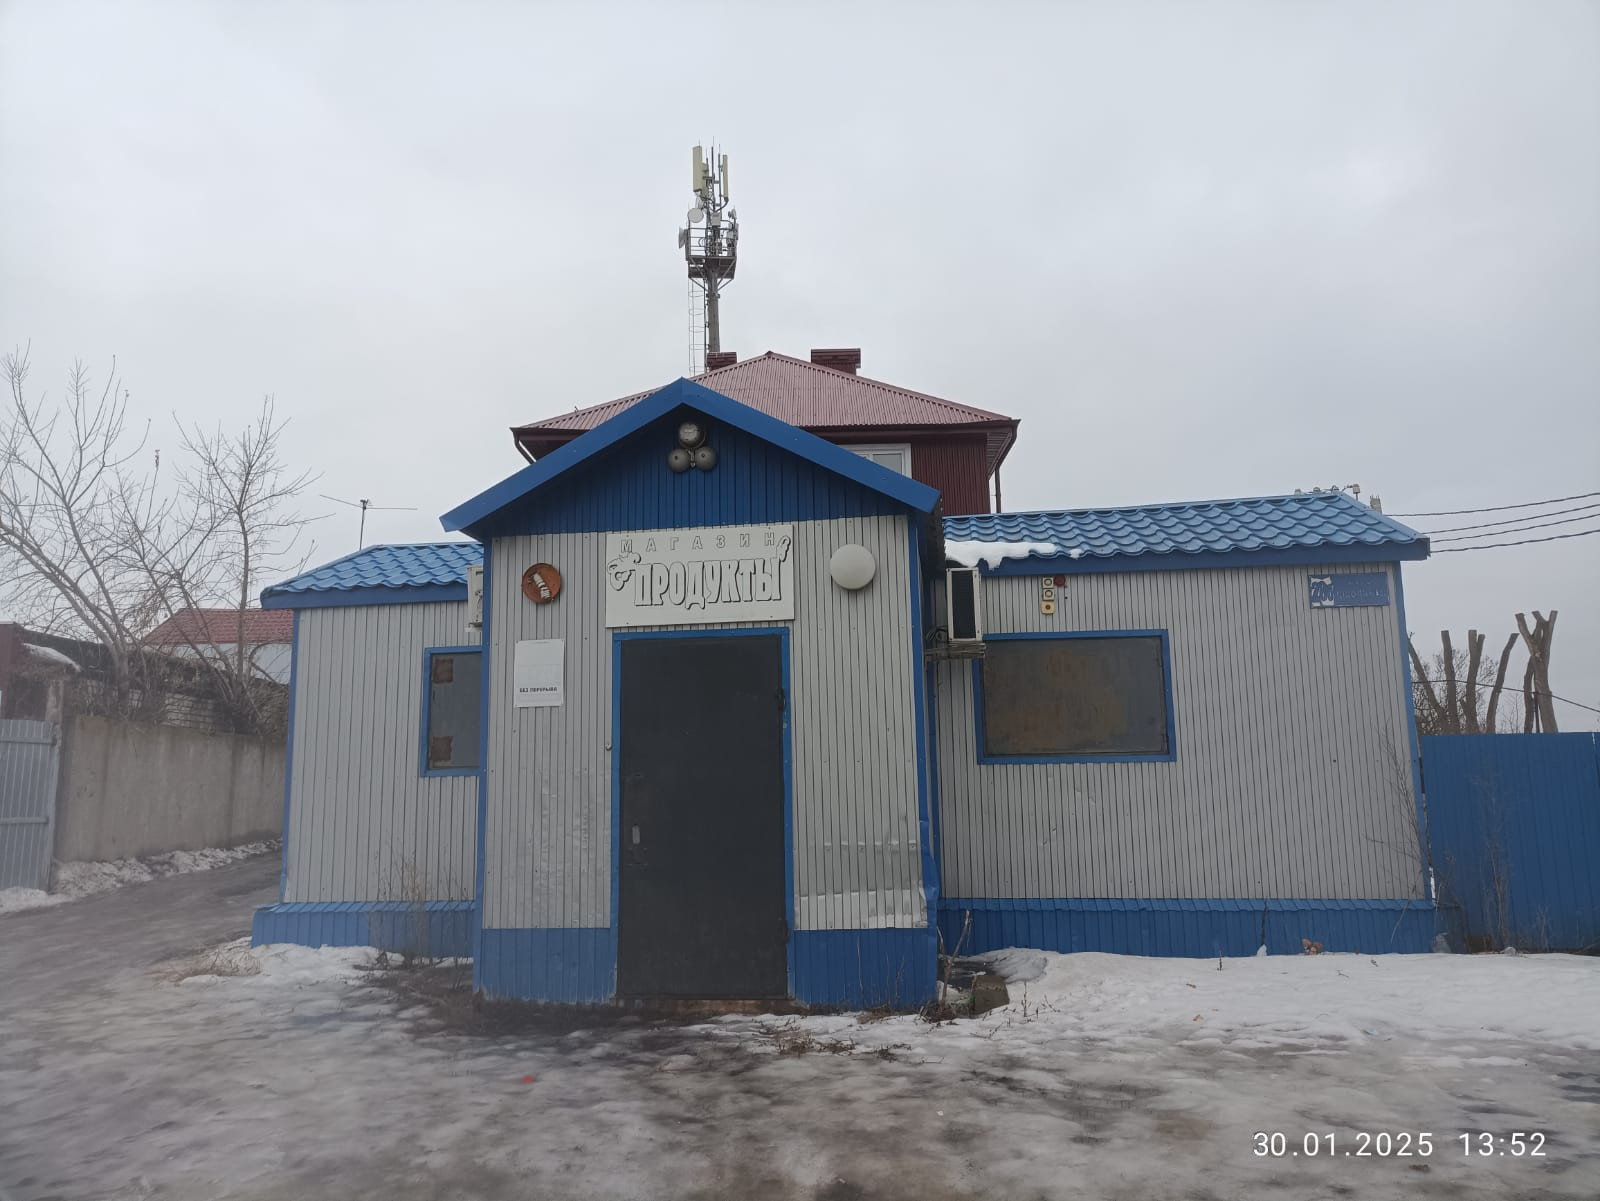 МАГАЗИН
ПРОДУКТЫ
БЕЗ ПЕРЕРЫВА
30.01.2025 13:52